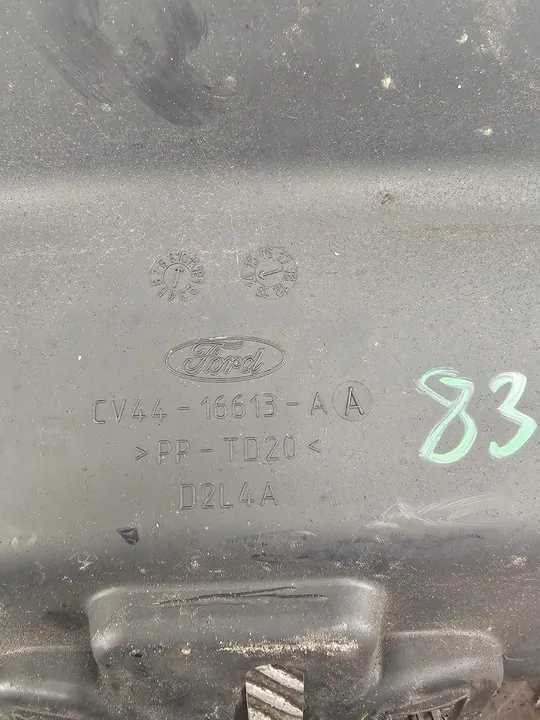 Ford
CV44-16613-A A
>PP-TD20<
D2L4A
83